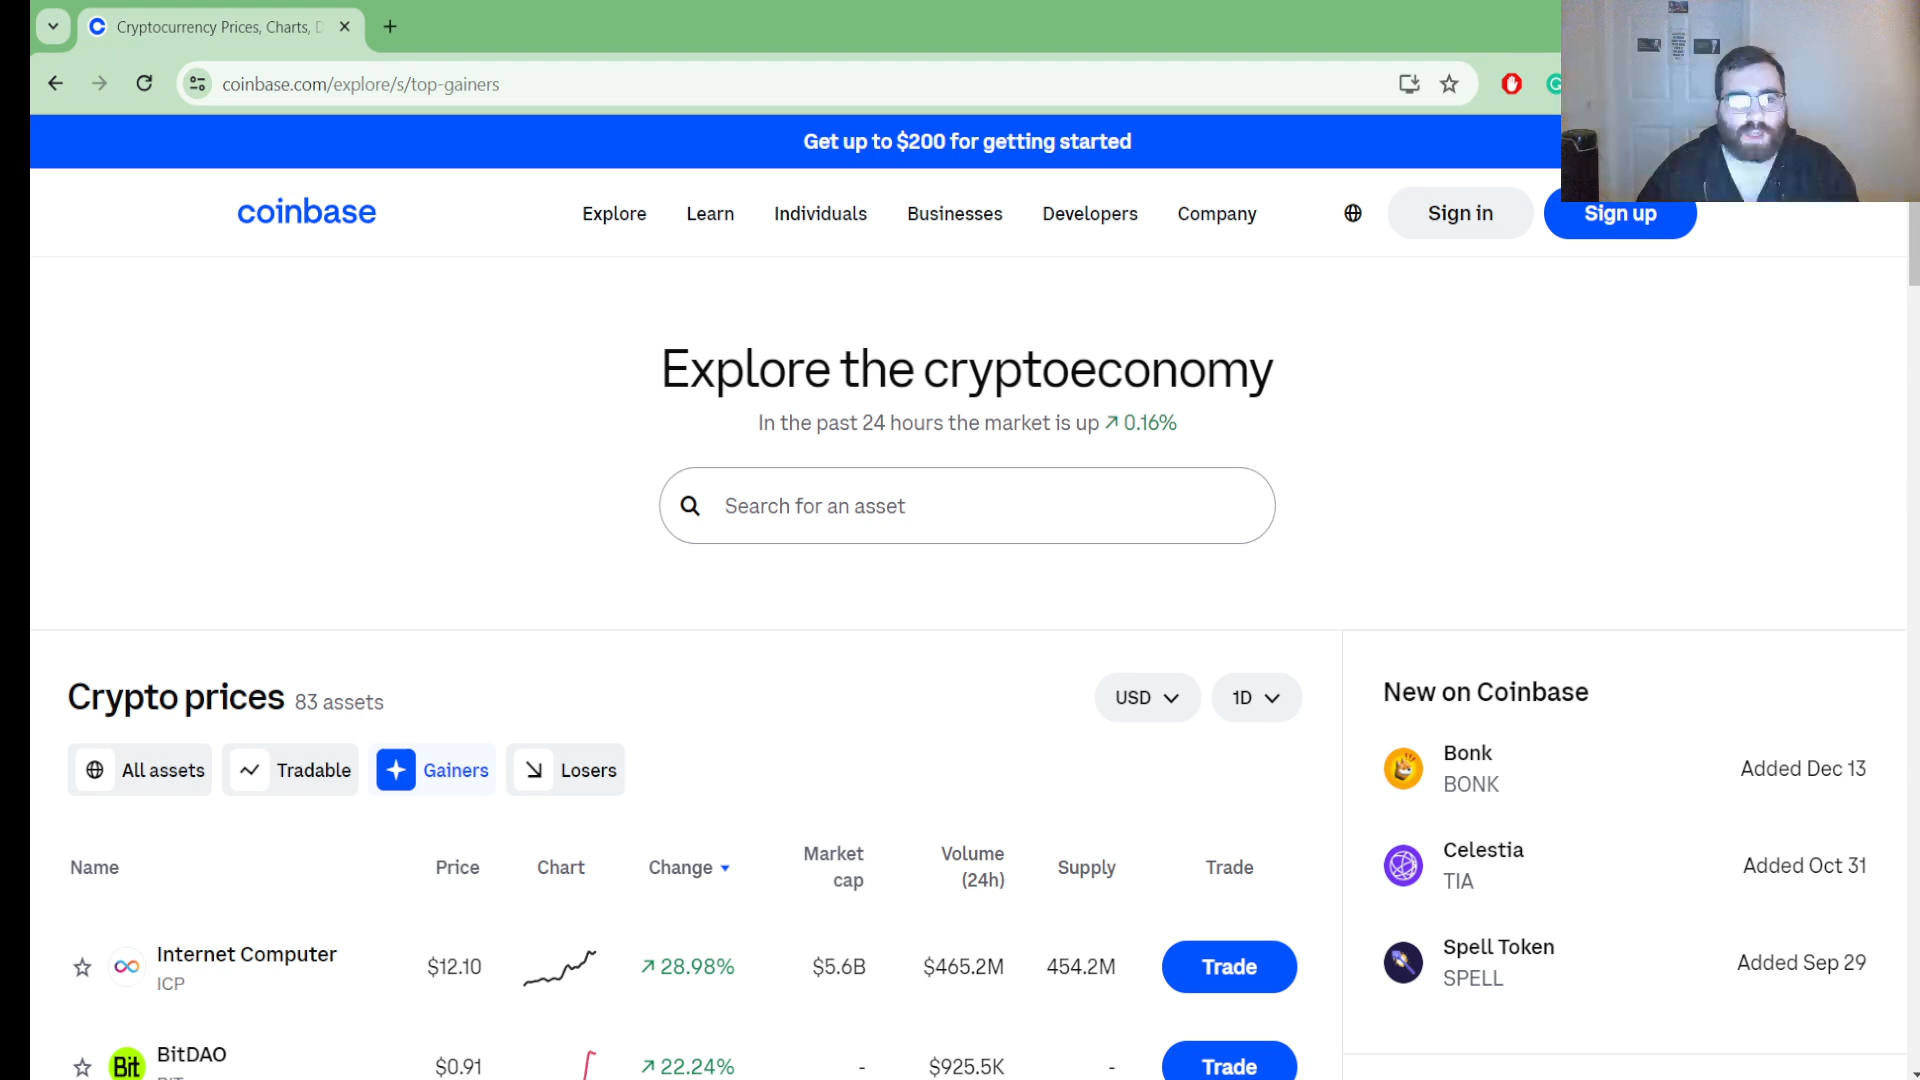 Cryptocurrency Prices, Charts, D
coinbase.com/explore/s/top-gainers
Get up to $200 for getting started
coinbase
Explore
Learn
Individuals
Businesses
Developers
Company
Sign in
Sign up
Explore the cryptoeconomy
In the past 24 hours the market is up ↗ 0.16%
Search for an asset
Crypto prices 83 assets
USD
1D
All assets
Tradable
Gainers
Losers
Name
Price
Chart
Change
Market cap
Volume (24h)
Supply
Trade
Internet Computer
ICP
$12.10
↗ 28.98%
$5.6B
$465.2M
454.2M
Trade
Bit
BitDAO
$0.91
↗ 22.24%
-
$925.5K
-
Trade
New on Coinbase
Bonk
BONK
Added Dec 13
Celestia
TIA
Added Oct 31
Spell Token
SPELL
Added Sep 29